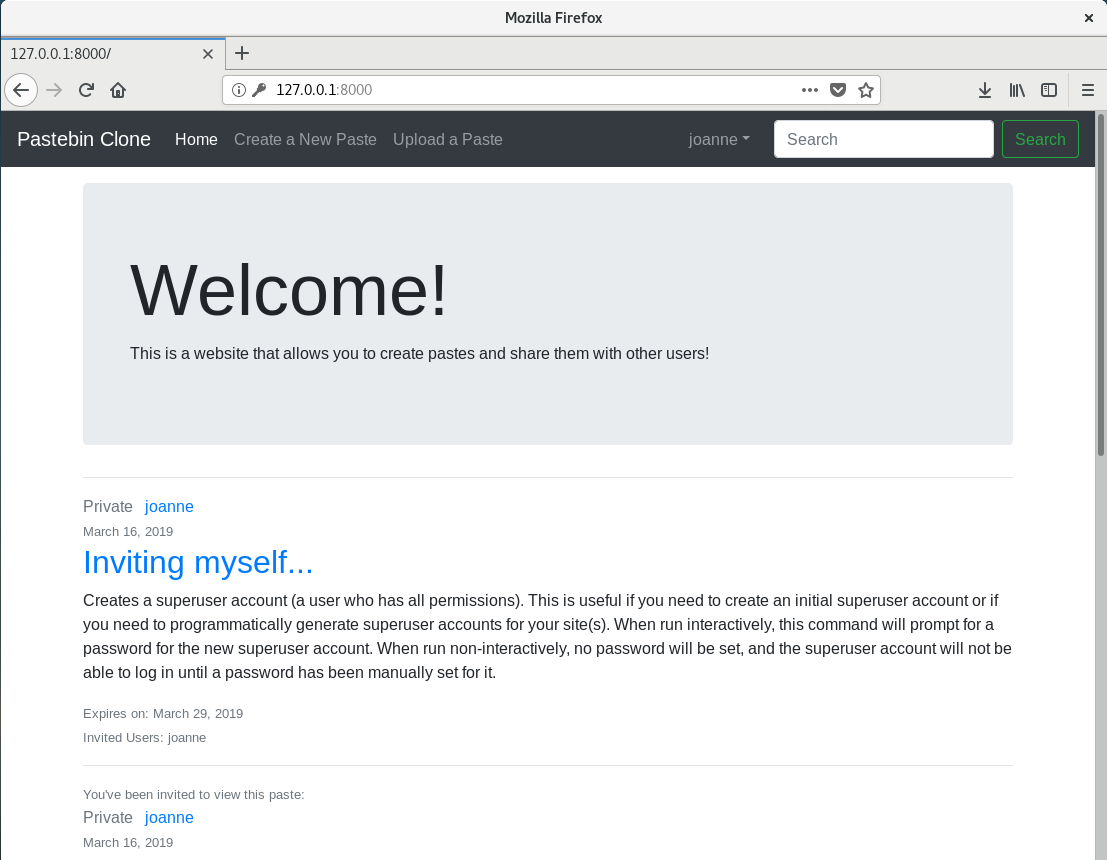 Mozilla Firefox
127.0.0.1:8000/
127.0.0.1:8000
Pastebin Clone Home Create a New Paste Upload a Paste joanne Search Search
Welcome!
This is a website that allows you to create pastes and share them with other users!
Private joanne
March 16, 2019
Inviting myself...
Creates a superuser account (a user who has all permissions). This is useful if you need to create an initial superuser account or if
you need to programmatically generate superuser accounts for your site(s). When run interactively, this command will prompt for a
password for the new superuser account. When run non-interactively, no password will be set, and the superuser account will not be
able to log in until a password has been manually set for it.
Expires on: March 29, 2019
Invited Users: joanne
You've been invited to view this paste:
Private joanne
March 16, 2019